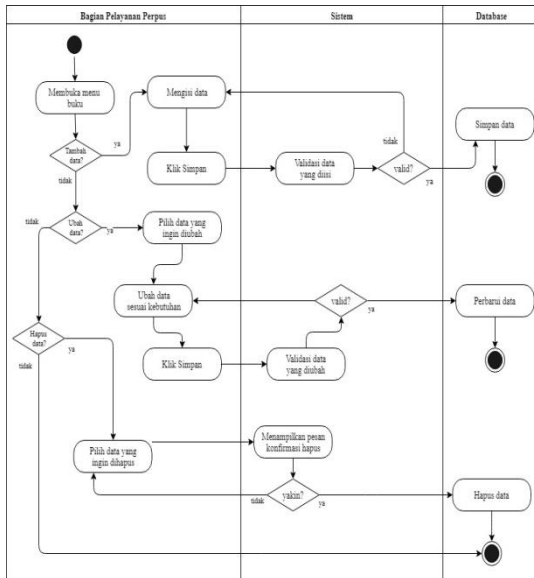 Bagian Pelayanan Perpus
Sistem
Database
Membuka menu
buku
Mengisi data
Simpan data
tidak
Tambah
data?
ya
Klik Simpan
Validasi data
yang diisi
valid?
ya
tidak
tidak
Ubah
data?
ya
Pilih data yang
ingin diubah
Ubah data
sesuai kebutuhan
valid?
ya
Perbarui data
Hapus
data?
ya
tidak
Klik Simpan
Validasi data
yang diubah
Pilih data yang
ingin dihapus
Menampilkan pesan
konfirmasi hapus
tidak
yakin?
ya
Hapus data